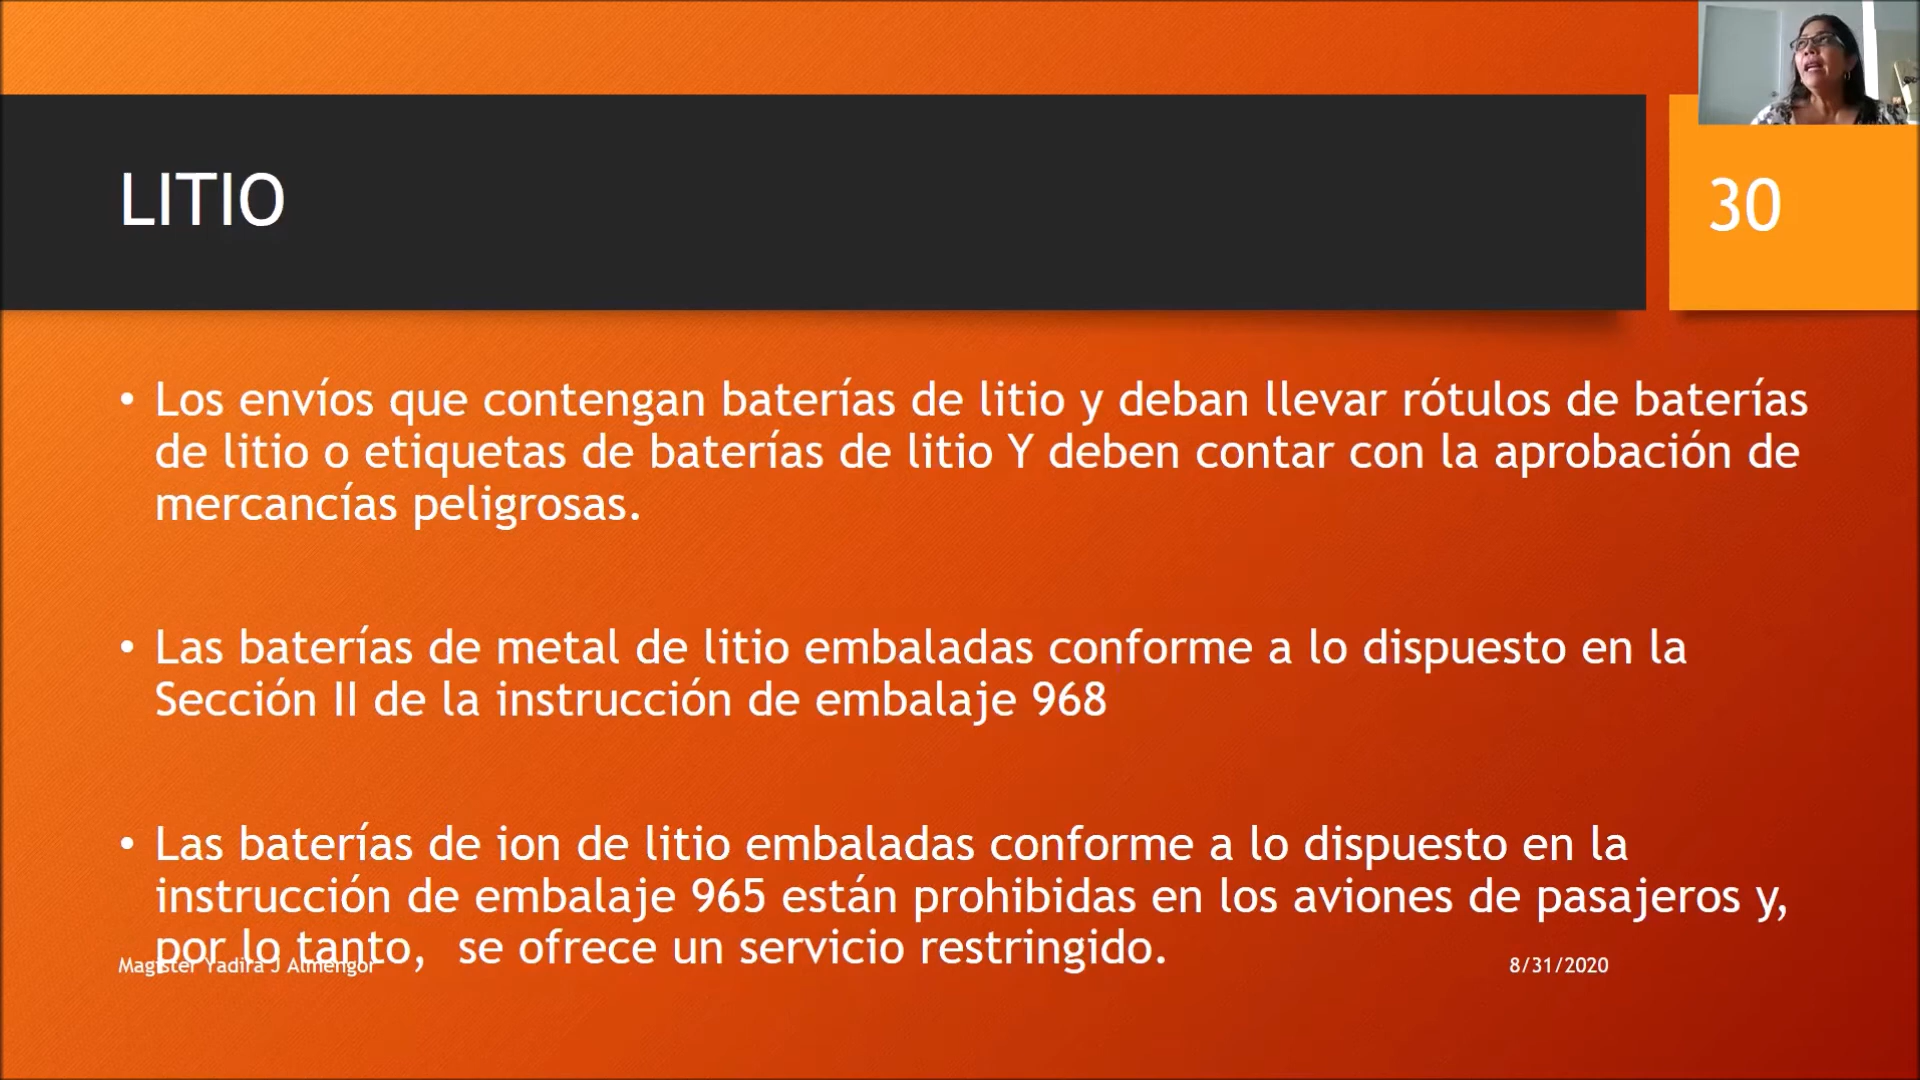 LITIO
30
• Los envíos que contengan baterías de litio y deban llevar rótulos de baterías
de litio o etiquetas de baterías de litio Y deben contar con la aprobación de
mercancías peligrosas.
• Las baterías de metal de litio embaladas conforme a lo dispuesto en la
Sección II de la instrucción de embalaje 968
• Las baterías de ion de litio embaladas conforme a lo dispuesto en la
instrucción de embalaje 965 están prohibidas en los aviones de pasajeros y,
por lo tanto,  se ofrece un servicio restringido.
Magister Yadira J Almengor
8/31/2020